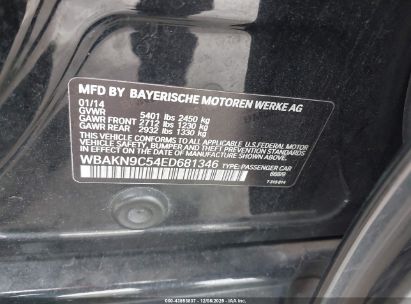 MFD BY BAYERISCHE MOTOREN WERKE AG
01/14
GVWR 5401 lbs 2450 kg
GAWR FRONT 2712 lbs 1230 kg
GAWR REAR 2932 lbs 1330 kg
THIS VEHICLE CONFORMS TO ALL APPLICABLE U.S. FEDERAL MOTOR
VEHICLE SAFETY, BUMPER, AND THEFT PREVENTION STANDARDS
IN EFFECT ON THE DATE OF MANUFACTURE SHOWN ABOVE.
WBAKN9C54ED681346 TYPE: PASSENGER CAR